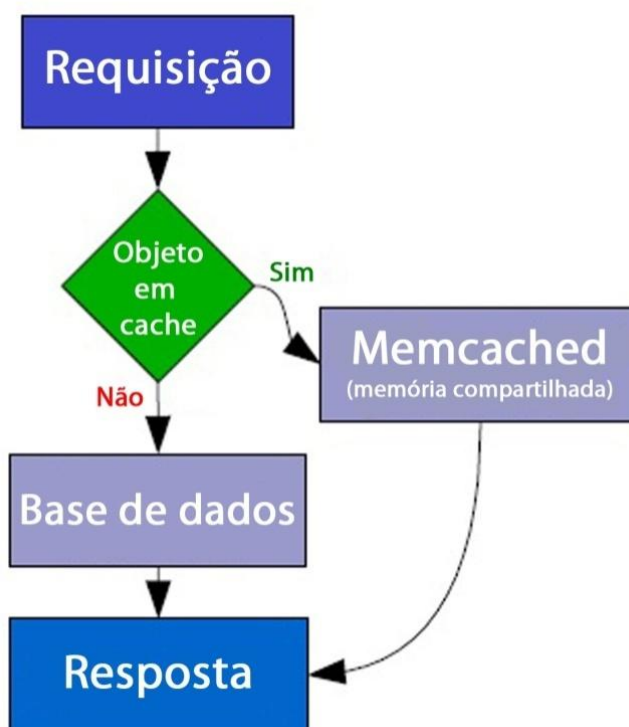 Requisição
Objeto
em
cache
Sim
Memcached
(memória compartilhada)
Não
Base de dados
Resposta